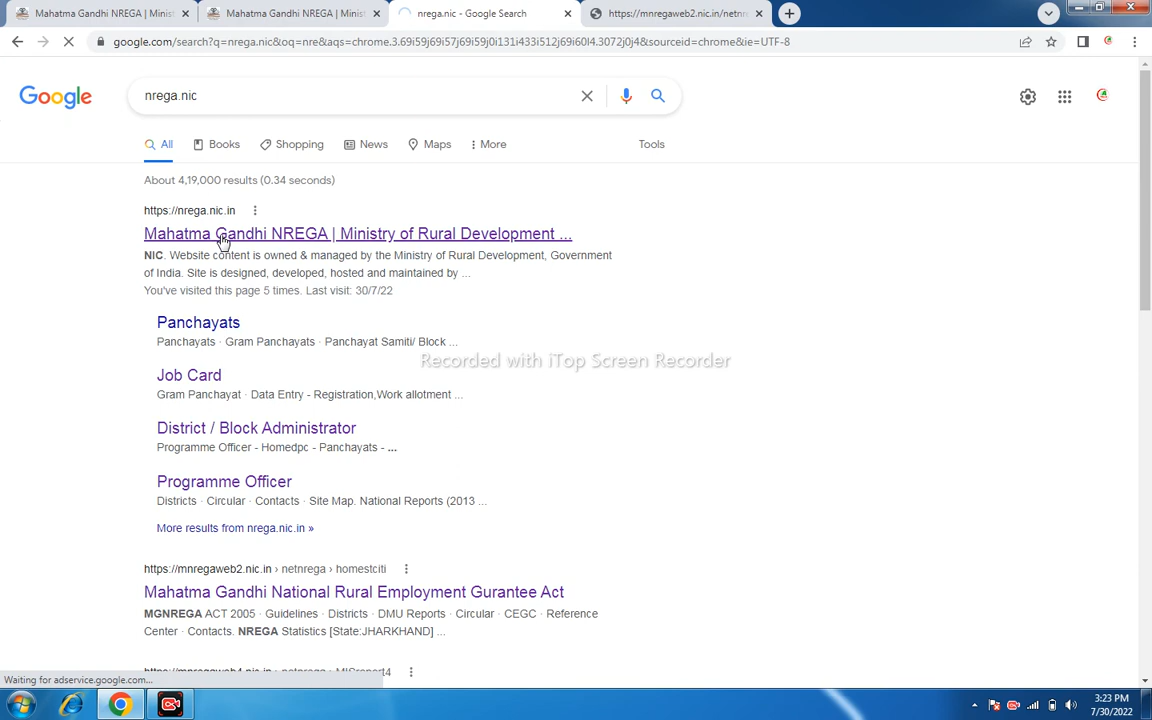 Mahatma Gandhi NREGA | Minist
Mahatma Gandhi NREGA | Minist
nrega.nic - Google Search
https://mnregaweb2.nic.in/netnr
google.com/search?q=nrega.nic&oq=nre&aqs=chrome.3.69i59j69i57j69i59j0i131i433i512j69i60l4.3072j0j4&sourceid=chrome&ie=UTF-8
Google
nrega.nic
All Books Shopping News Maps More Tools
About 4,19,000 results (0.34 seconds)
https://nrega.nic.in
Mahatma Gandhi NREGA | Ministry of Rural Development ...
NIC. Website content is owned & managed by the Ministry of Rural Development, Government
of India. Site is designed, developed, hosted and maintained by ...
You've visited this page 5 times. Last visit: 30/7/22
Panchayats
Panchayats · Gram Panchayats · Panchayat Samiti/ Block ...
Recorded with iTop Screen Recorder
Job Card
Gram Panchayat · Data Entry - Registration,Work allotment ...
District / Block Administrator
Programme Officer - Homedpc - Panchayats - ...
Programme Officer
Districts · Circular · Contacts · Site Map. National Reports (2013 ...
More results from nrega.nic.in »
https://mnregaweb2.nic.in › netnrega › homestciti
Mahatma Gandhi National Rural Employment Gurantee Act
MGNREGA ACT 2005 · Guidelines · Districts · DMU Reports · Circular · CEGC · Reference
Center · Contacts. NREGA Statistics [State:JHARKHAND] ...
https://mnregaweb4.nic.in › netnrega › MISreport4
Waiting for adservice.google.com...
3:23 PM
7/30/2022